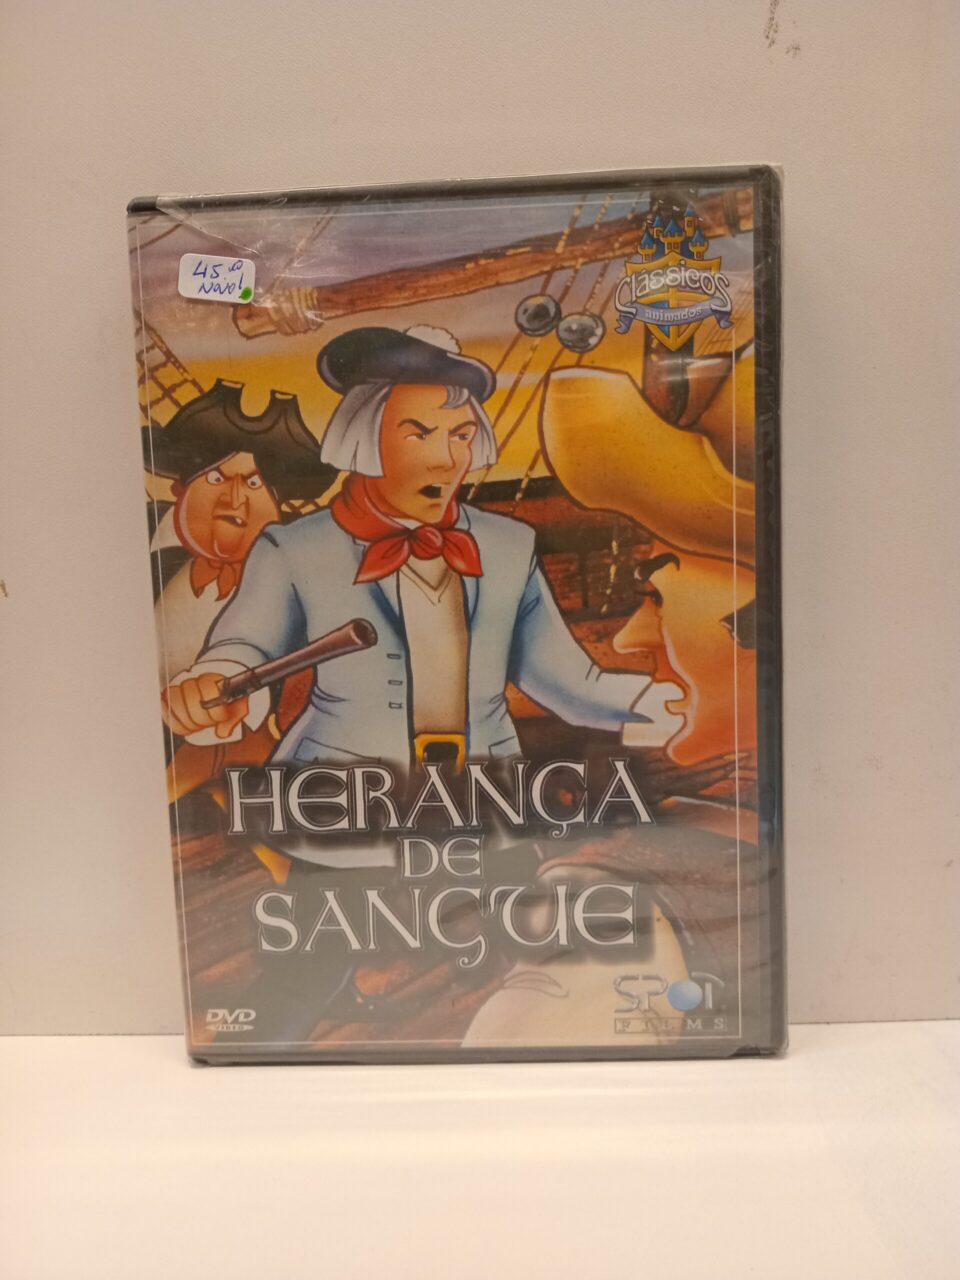 45,00
NOVO!
Clássicos
animados
HERANÇA
DE
SANGUE
DVD
VIDEO
SPOT
FILMS